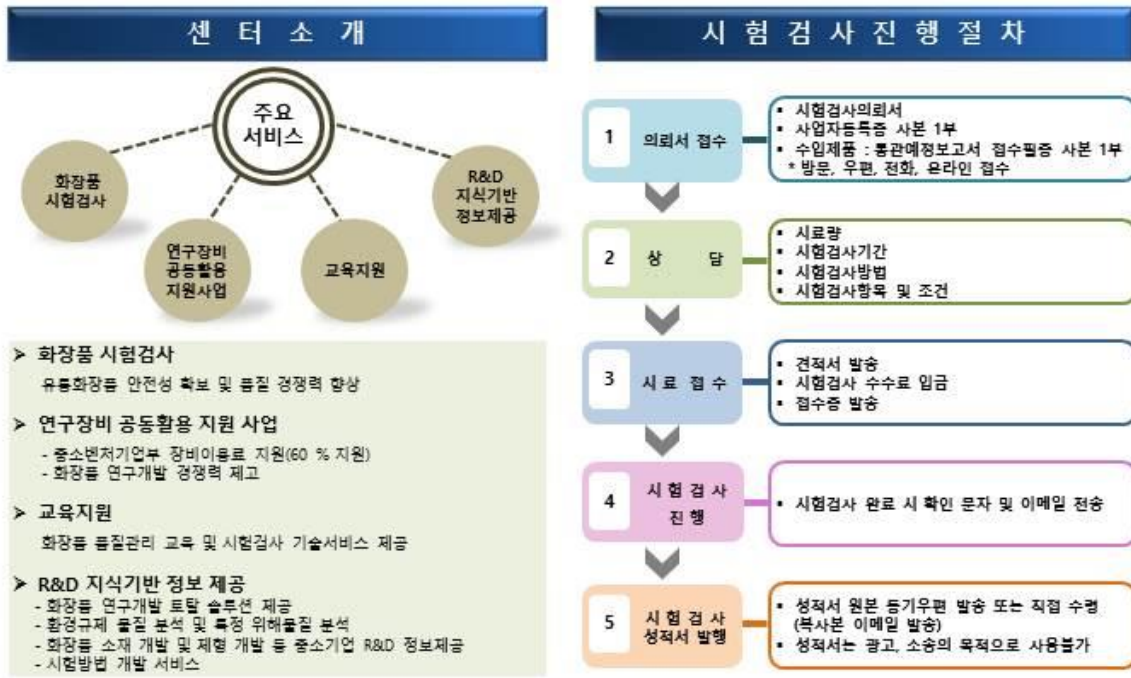 센 터 소 개
주요
서비스
화장품
시험검사
연구장비
공동활용
지원사업
교육지원
R&D
지식기반
정보제공
➤ 화장품 시험검사
유통화장품 안전성 확보 및 품질 경쟁력 향상
➤ 연구장비 공동활용 지원 사업
- 중소벤처기업부 장비이용료 지원(60 % 지원)
- 화장품 연구개발 경쟁력 제고
➤ 교육지원
화장품 품질관리 교육 및 시험검사 기술서비스 제공
➤ R&D 지식기반 정보 제공
- 화장품 연구개발 토탈 솔루션 제공
- 환경규제 물질 분석 및 특정 위해물질 분석
- 화장품 소재 개발 및 제형 개발 등 중소기업 R&D 정보제공
- 시험방법 개발 서비스
시 험 검 사 진 행 절 차
1 의뢰서 접수
▪ 시험검사의뢰서
▪ 사업자등록증 사본 1부
▪ 수입제품 : 통관예정보고서 접수필증 사본 1부
* 방문, 우편, 전화, 온라인 접수
2 상 담
▪ 시료량
▪ 시험검사기간
▪ 시험검사방법
▪ 시험검사항목 및 조건
3 시 료 접 수
▪ 견적서 발송
▪ 시험검사 수수료 입금
▪ 접수증 발송
4 시 험 검 사
진 행
▪ 시험검사 완료 시 확인 문자 및 이메일 전송
5 시 험 검 사
성적서 발행
▪ 성적서 원본 등기우편 발송 또는 직접 수령
(복사본 이메일 발송)
▪ 성적서는 광고, 소송의 목적으로 사용불가